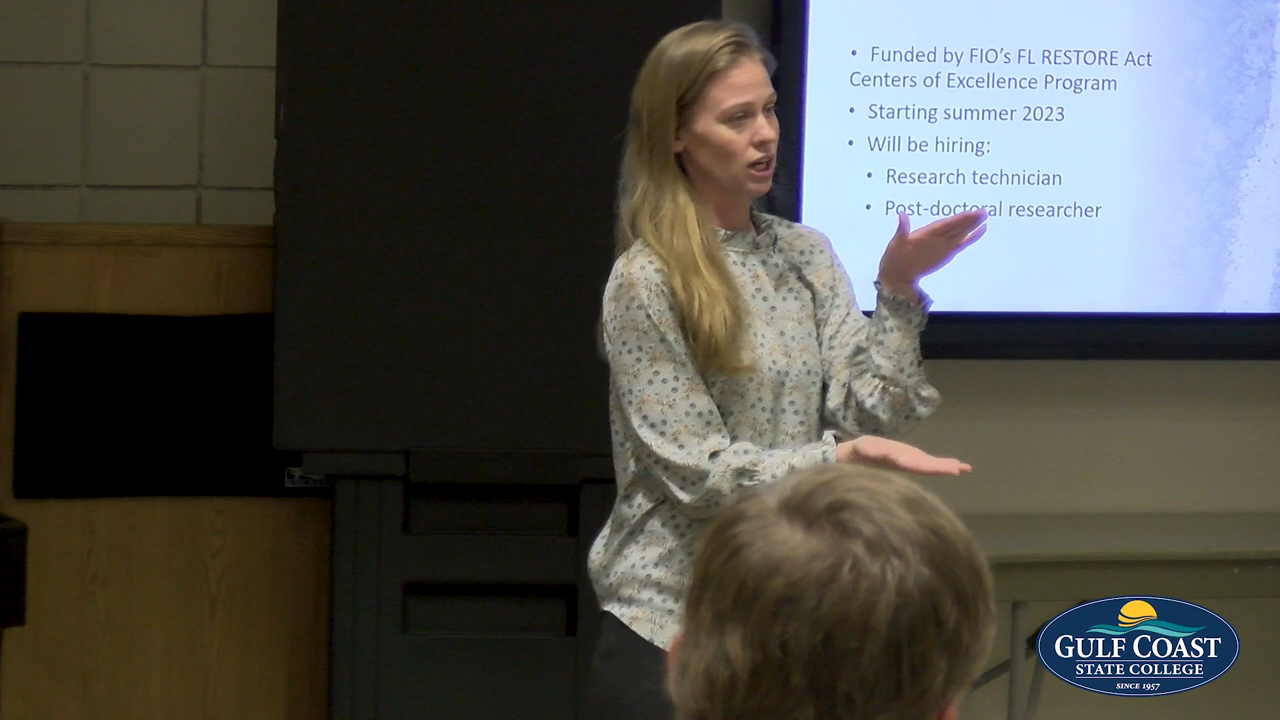 • Funded by FIO's FL RESTORE Act
Centers of Excellence Program
• Starting summer 2023
• Will be hiring:
• Research technician
• Post-doctoral researcher
GULF COAST
STATE COLLEGE
SINCE 1957